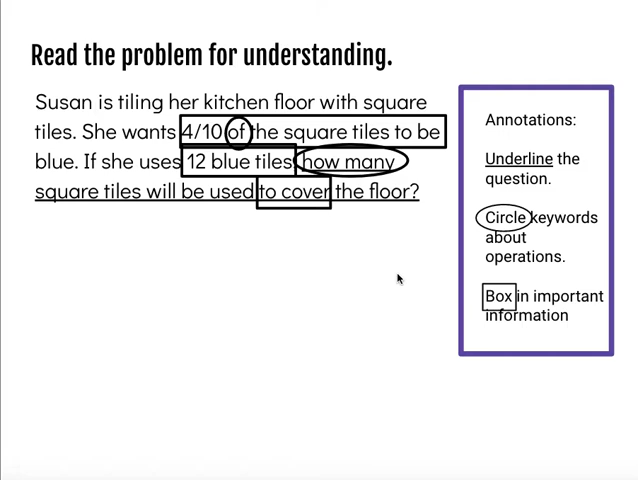 Read the problem for understanding.
Susan is tiling her kitchen floor with square
tiles. She wants 4/10 of the square tiles to be
blue. If she uses 12 blue tiles how many
square tiles will be used to cover the floor?
Annotations:
Underline the
question.
Circle keywords
about
operations.
Box in important
information